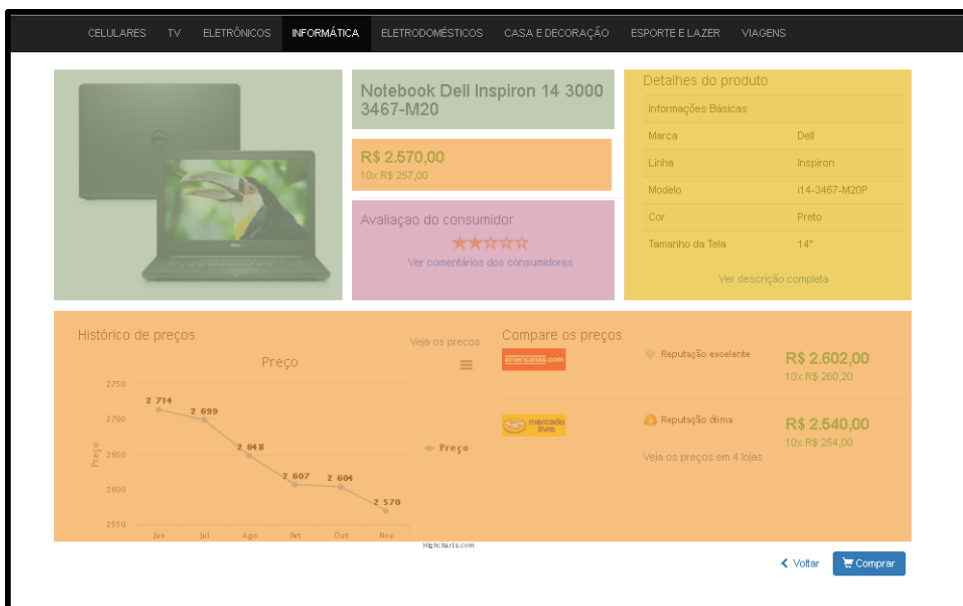 CELULARES TV ELETRÔNICOS INFORMÁTICA ELETRODOMÉSTICOS CASA E DECORAÇÃO ESPORTE E LAZER VIAGENS
Notebook Dell Inspiron 14 3000
3467-M20
R$ 2.570,00
10x R$ 257,00
Avaliaçao do consumidor
Ver comentários dos consumidores
Detalhes do produto
Informações Básicas
Marca Dell
Linha Inspiron
Modelo I14-3467-M20P
Cor Preto
Tamanho da Tela 14"
Ver descrição completa
Histórico de preços
Veja os precos
Preço
2750
2700
2650
2600
2550
Preço
2 714
2 699
2 648
2 607
2 604
2 570
Jun Jul Ago Set Out Nov
Preço
Highcharts.com
Compare os preços
americanas.com
Reputação excelente
R$ 2.602,00
10x R$ 260,20
mercado
livre
Reputação ótima
R$ 2.540,00
10x R$ 254,00
Veja os preços em 4 lojas
Voltar
Comprar